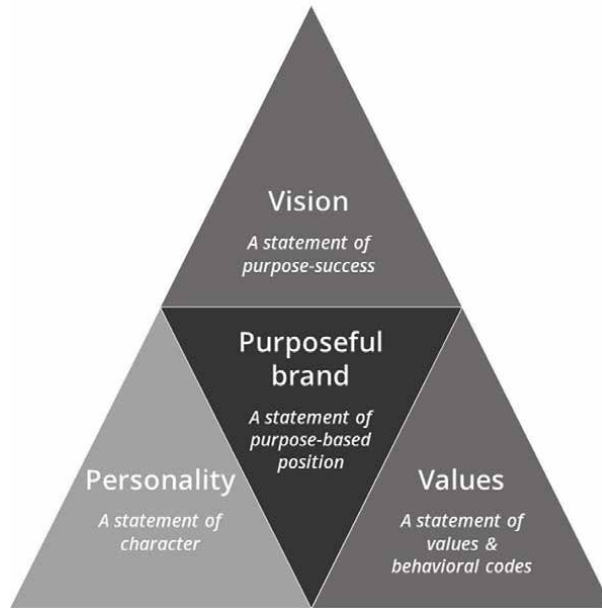 Vision
A statement of
purpose-success
Purposeful
brand
A statement of
purpose-based
position
Personality
A statement of
character
Values
A statement of
values &
behavioral codes